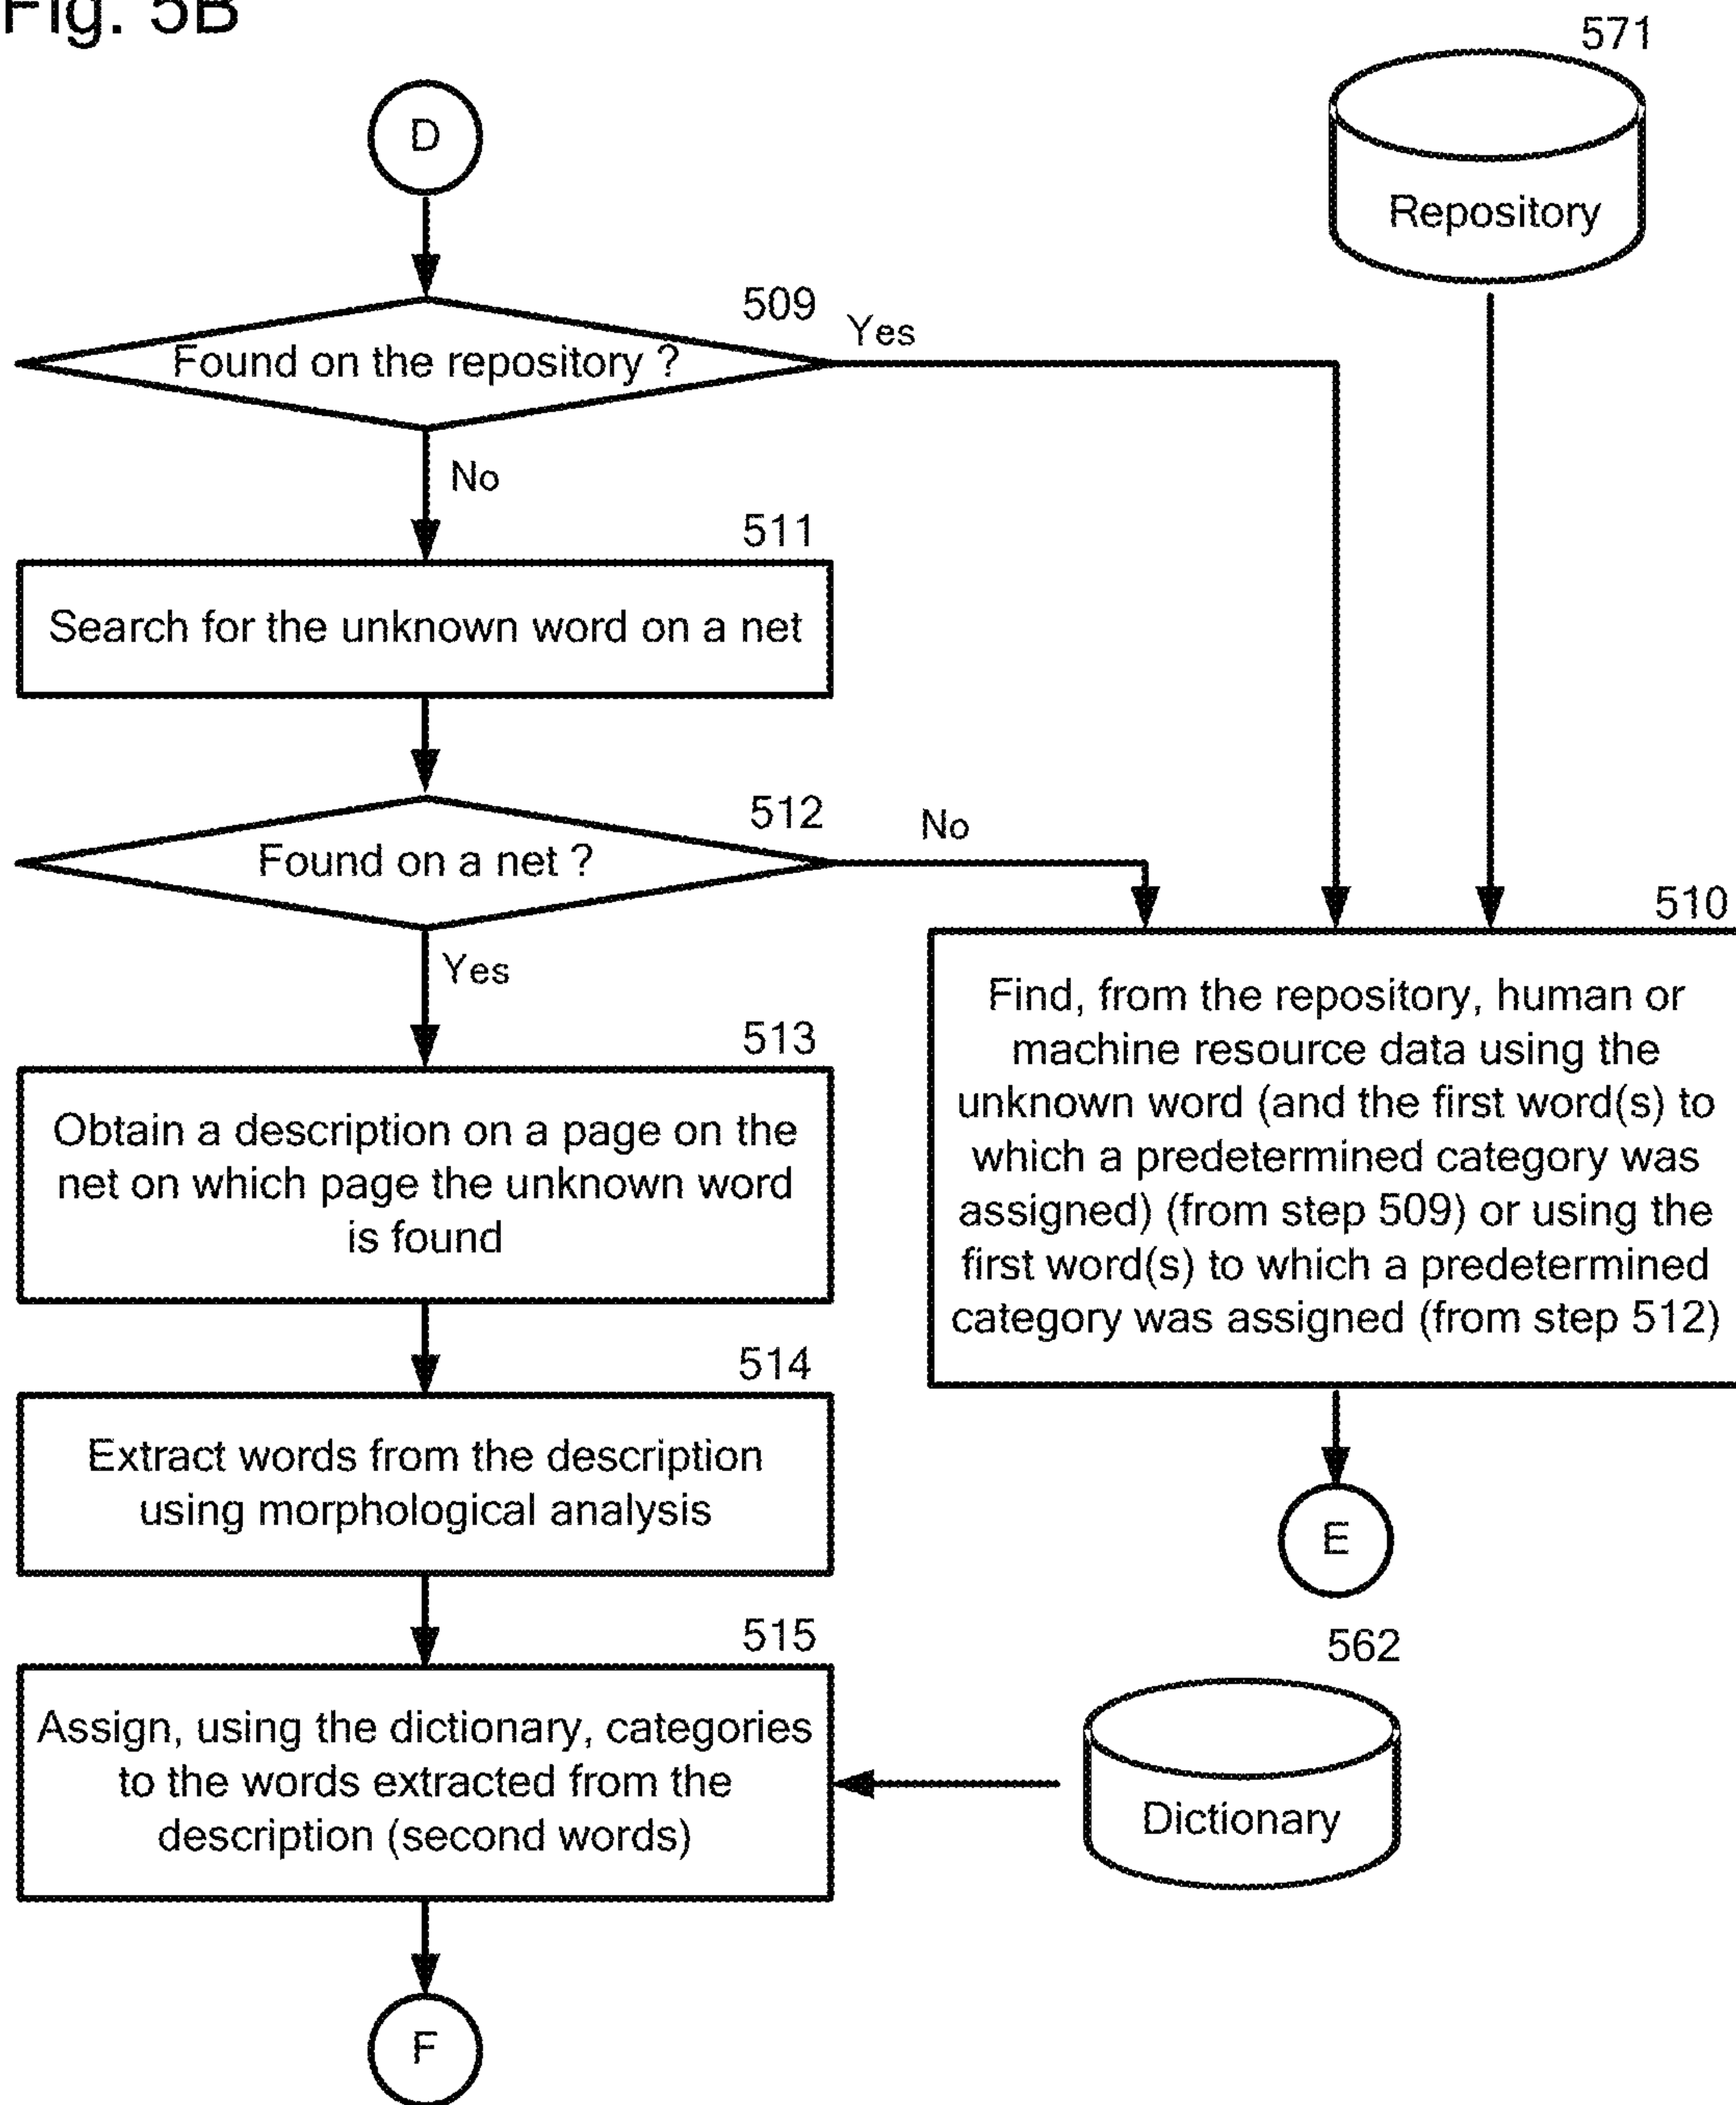 Fig. 5B
571
D
Repository
509
Found on the repository ?
Yes
No
511
Search for the unknown word on a net
512
Found on a net ?
No
Yes
510
Find, from the repository, human or
machine resource data using the
unknown word (and the first word(s) to
which a predetermined category was
assigned) (from step 509) or using the
first word(s) to which a predetermined
category was assigned (from step 512)
513
Obtain a description on a page on the
net on which page the unknown word
is found
514
Extract words from the description
using morphological analysis
E
515
562
Assign, using the dictionary, categories
to the words extracted from the
description (second words)
Dictionary
F